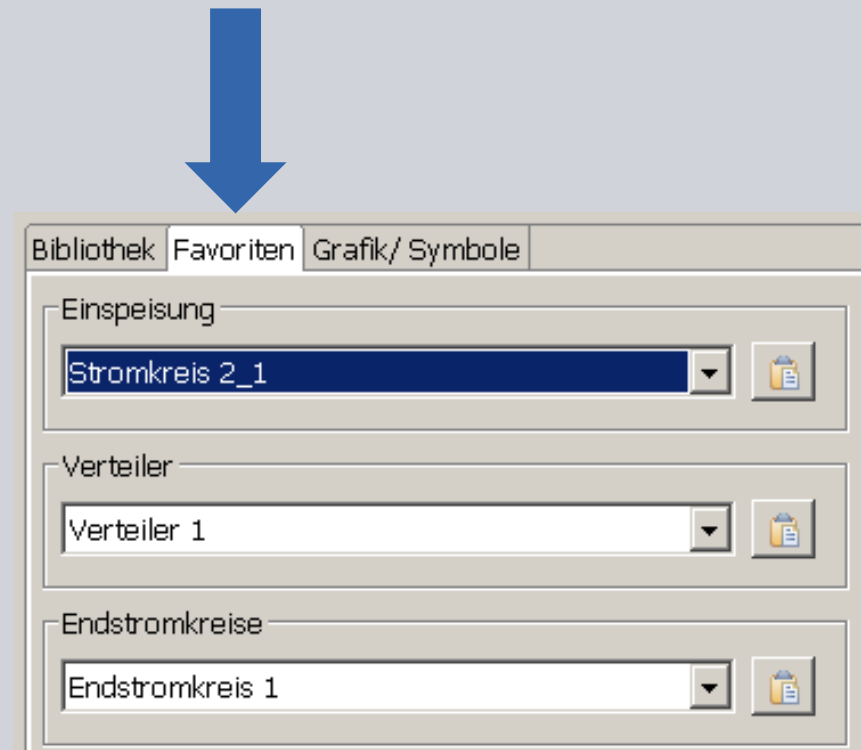 Bibliothek Favoriten Grafik/ Symbole
Einspeisung
Stromkreis 2_1
Verteiler
Verteiler 1
Endstromkreise
Endstromkreis 1